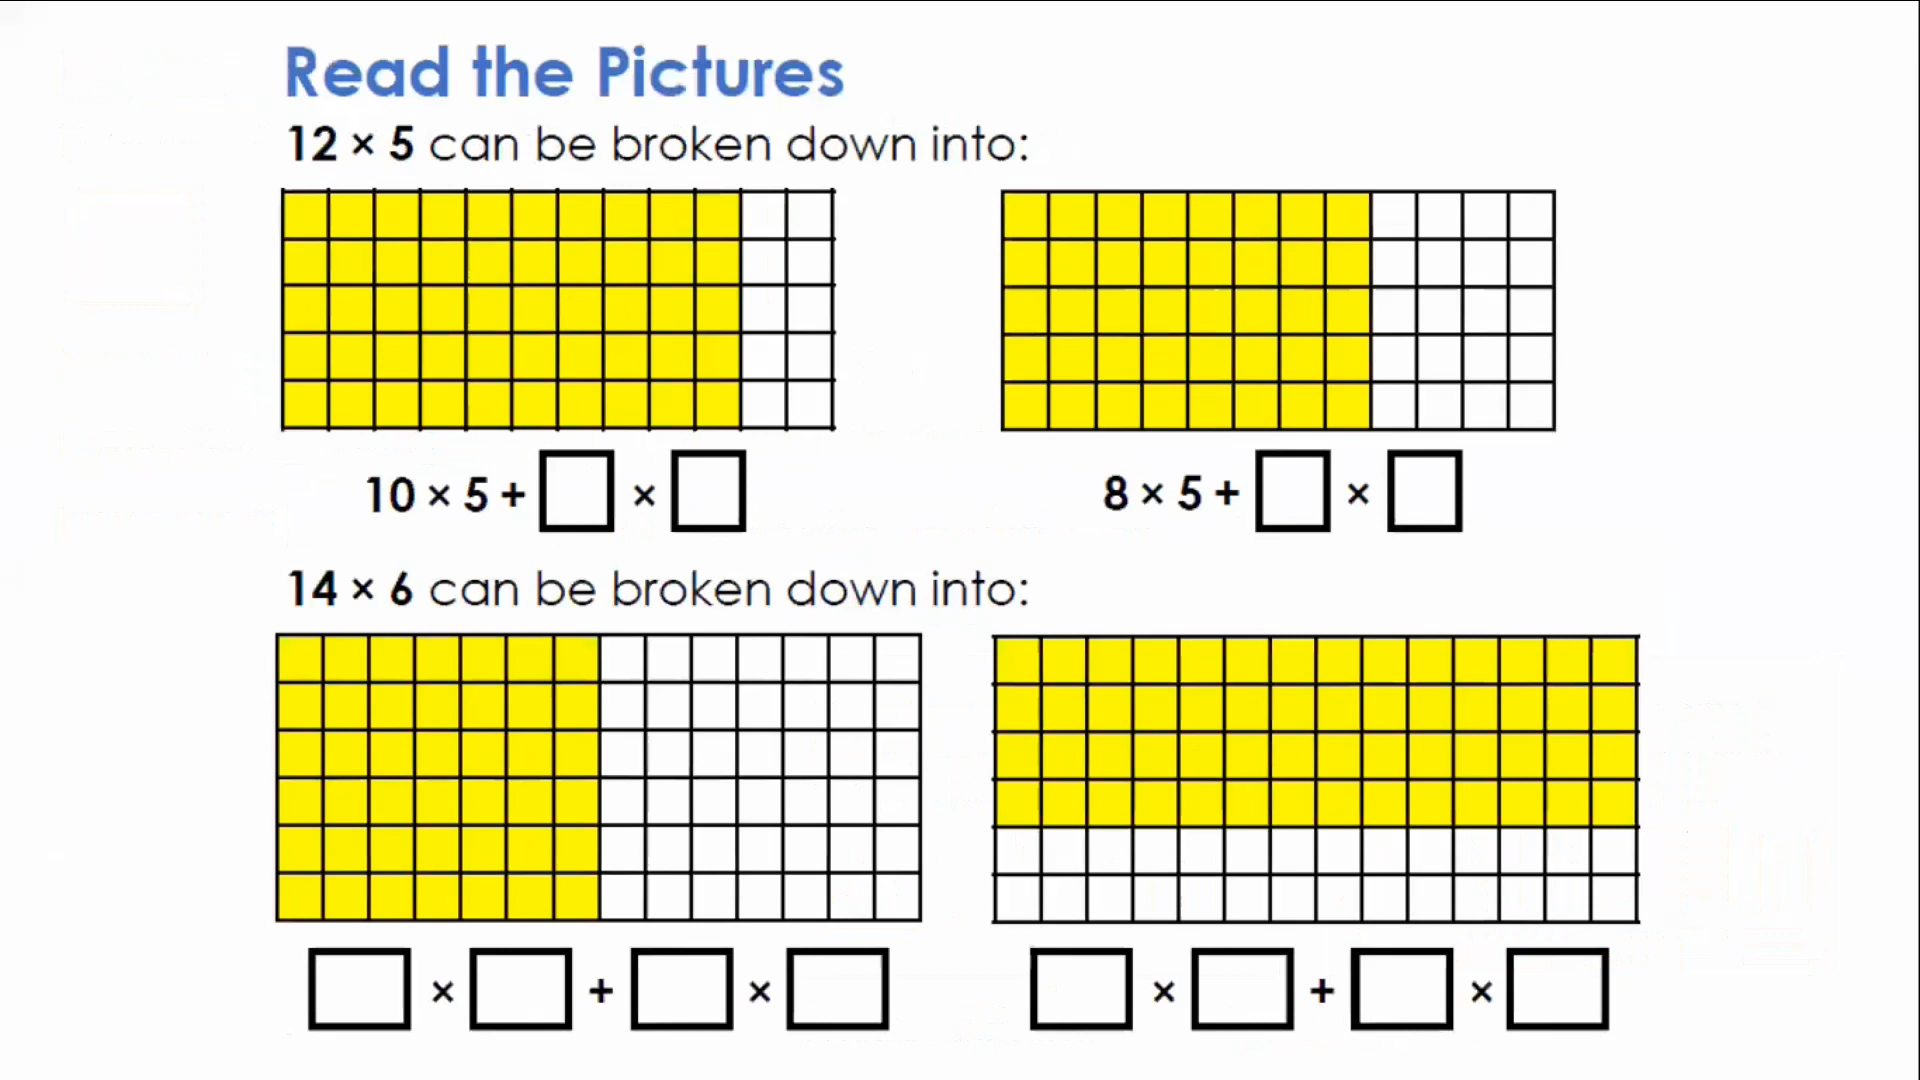 Read the Pictures
12 × 5 can be broken down into:
10 × 5 + ×
8 × 5 + ×
14 × 6 can be broken down into:
× + ×
× + ×